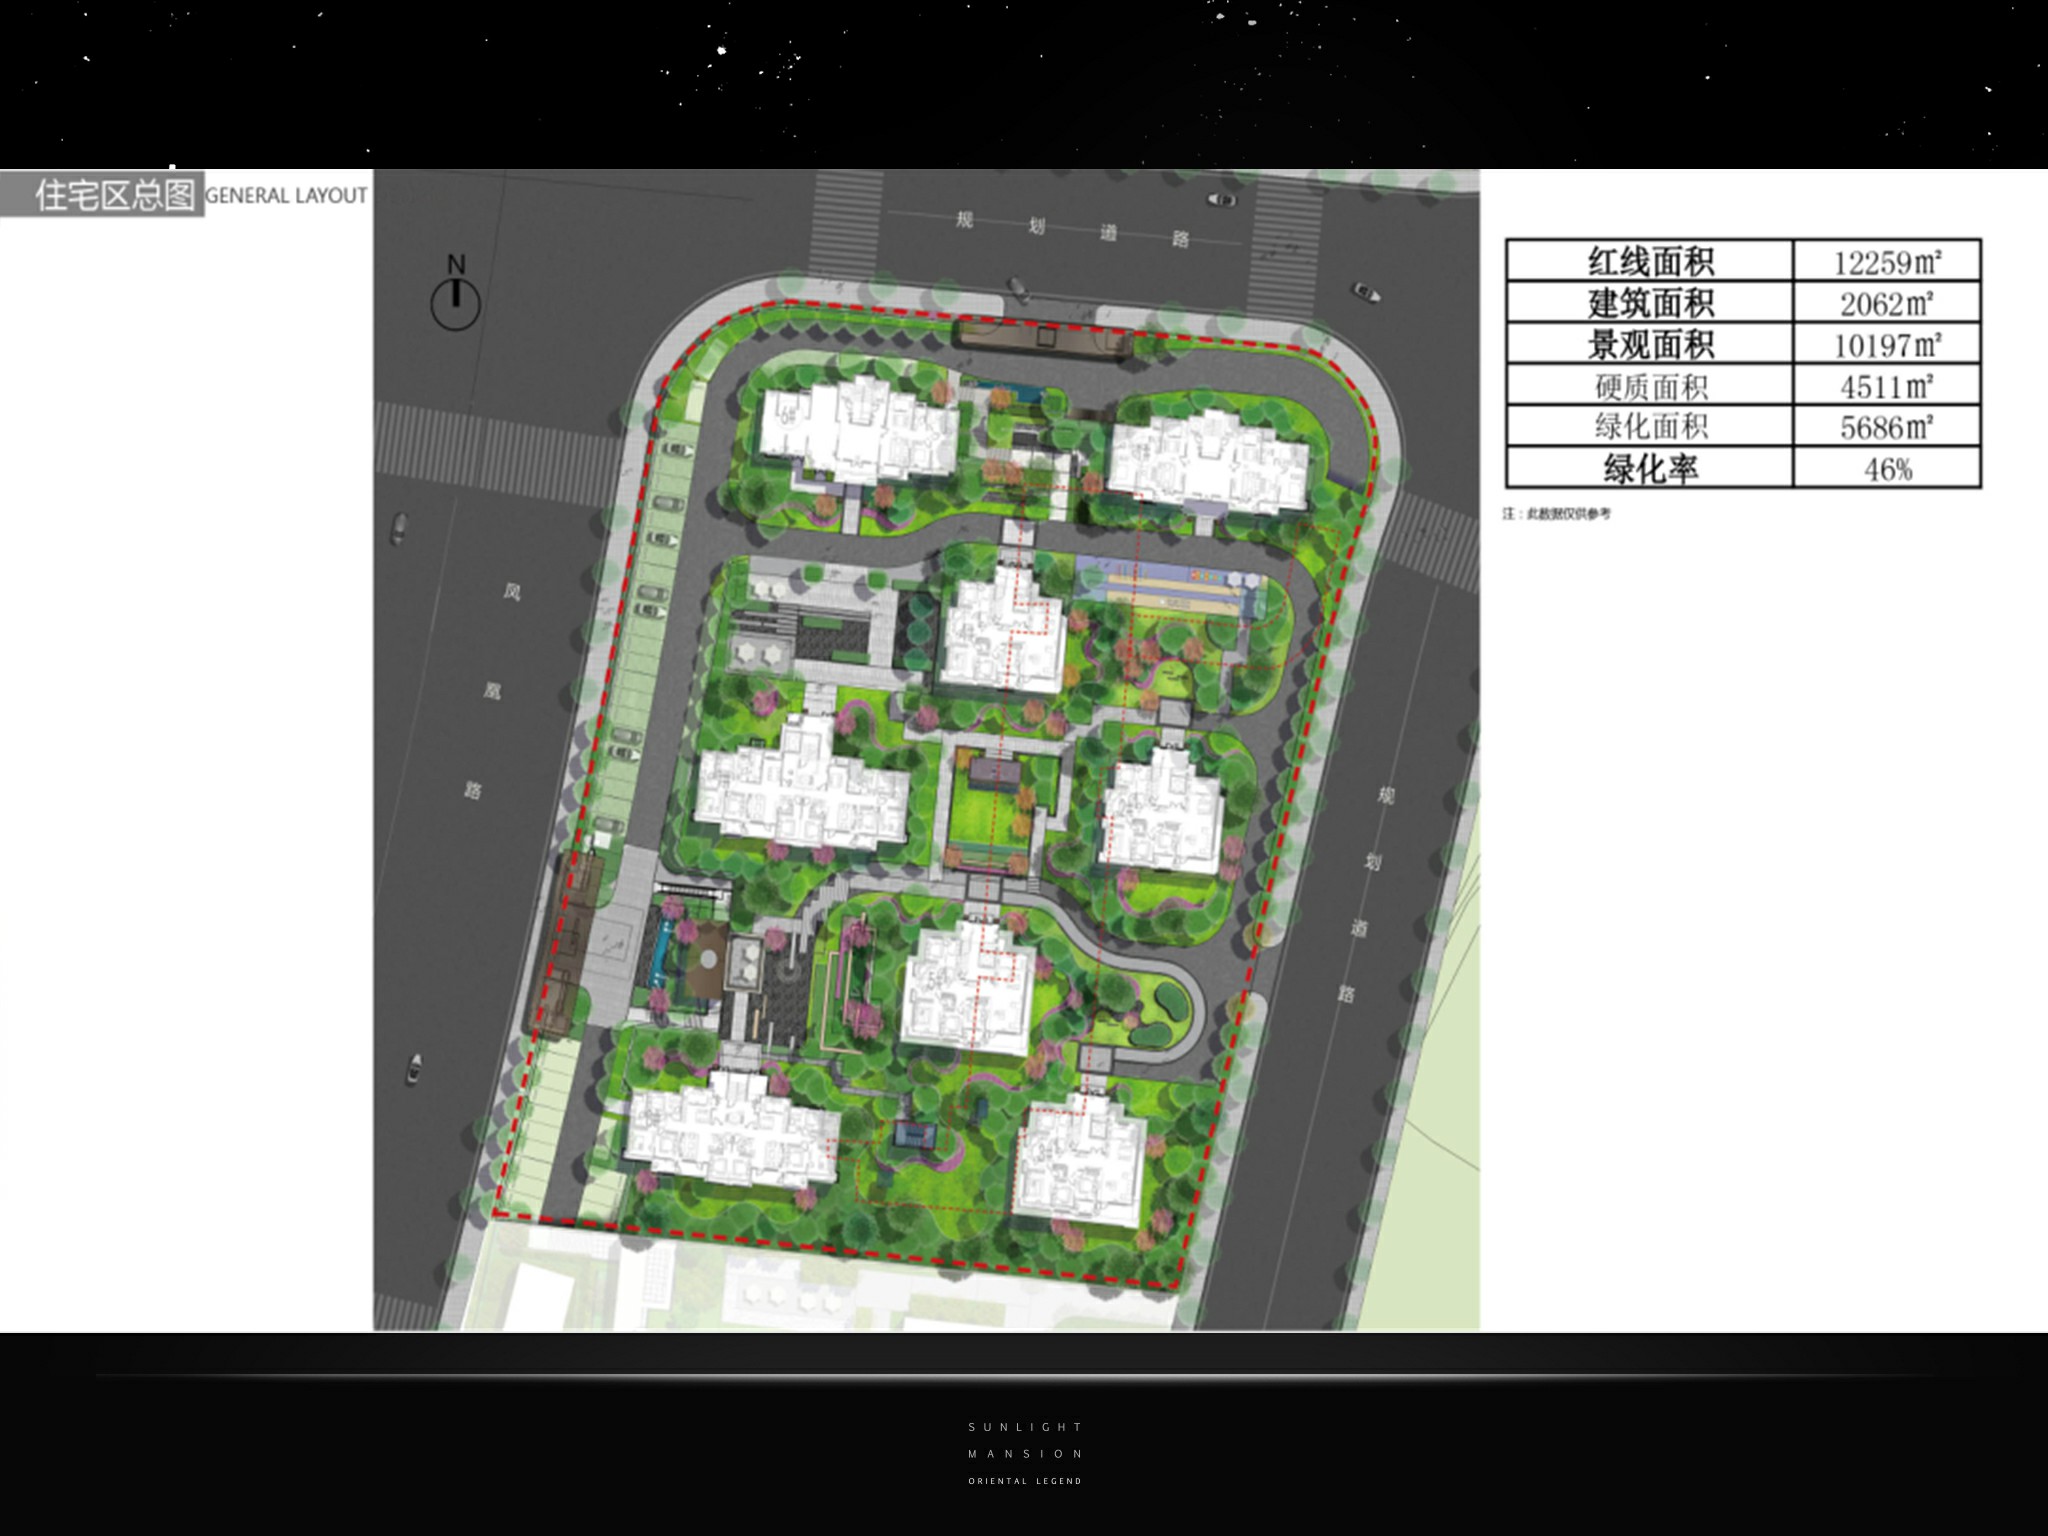 住宅区总图 GENERAL LAYOUT
N
规划道路
凤凰路
规划道路
6#
5#
红线面积 12259㎡
建筑面积 2062㎡
景观面积 10197㎡
硬质面积 4511㎡
绿化面积 5686㎡
绿化率 46%
注：此数据仅供参考
SUNLIGHT
MANSION
ORIENTAL LEGEND